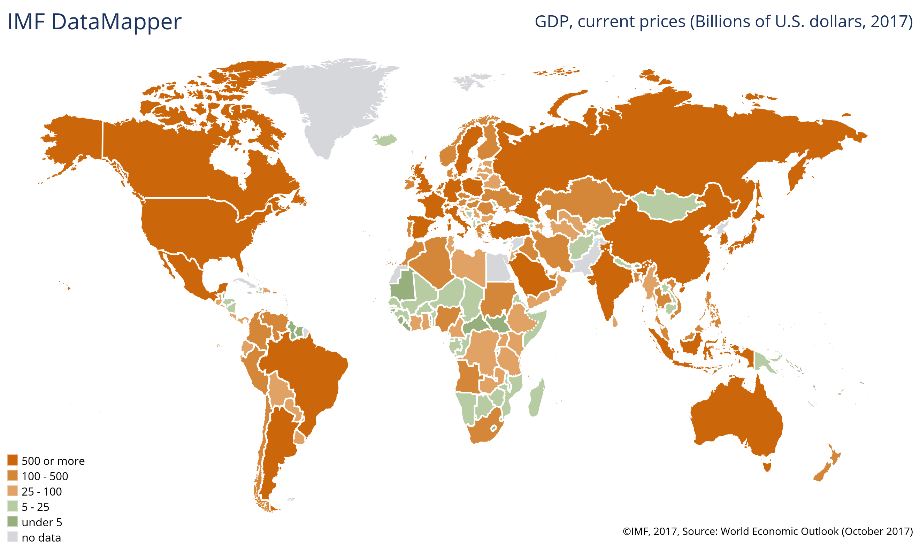 IMF DataMapper
GDP, current prices (Billions of U.S. dollars, 2017)
500 or more
100 - 500
25 - 100
5 - 25
under 5
no data
©IMF, 2017, Source: World Economic Outlook (October 2017)